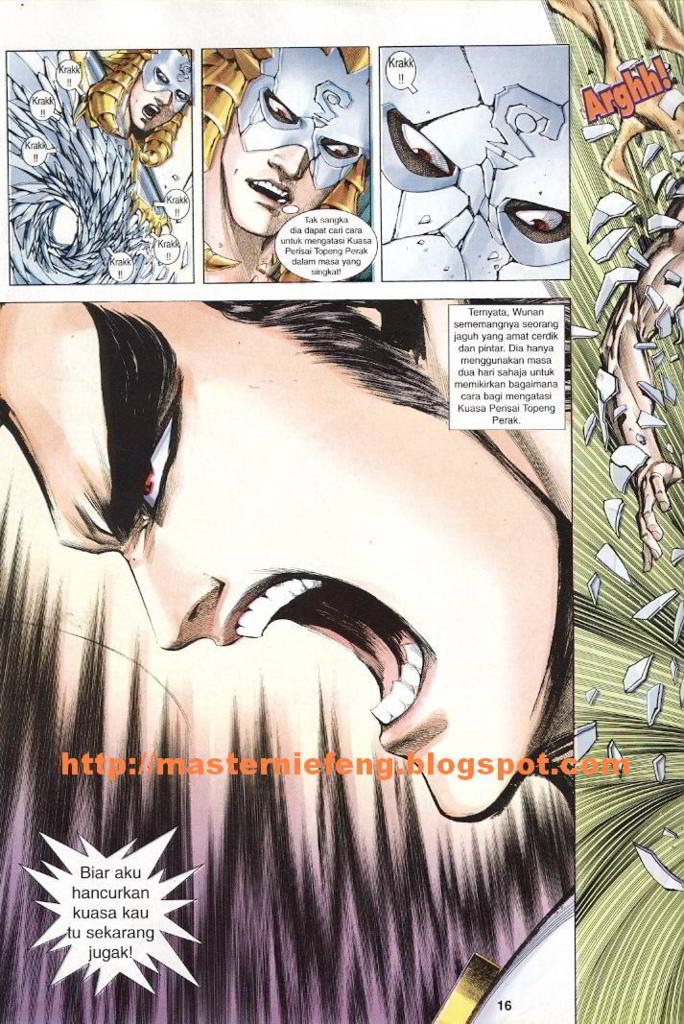 Krakk
!!
Krakk
!!
Krakk
!!
Krakk
!!
Krakk
!!
Krakk
!!
Tak sangka
dia dapat cari cara
untuk mengatasi Kuasa
Perisai Topeng Perak
dalam masa yang
singkat!
Krakk
!!
Arghh!
Ternyata, Wunan
sememangnya seorang
jaguh yang amat cerdik
dan pintar. Dia hanya
menggunakan masa
dua hari sahaja untuk
memikirkan bagaimana
cara bagi mengatasi
Kuasa Perisai Topeng
Perak.
http://masterniefeng.blogspot.com
Biar aku
hancurkan
kuasa kau
tu sekarang
jugak!
16